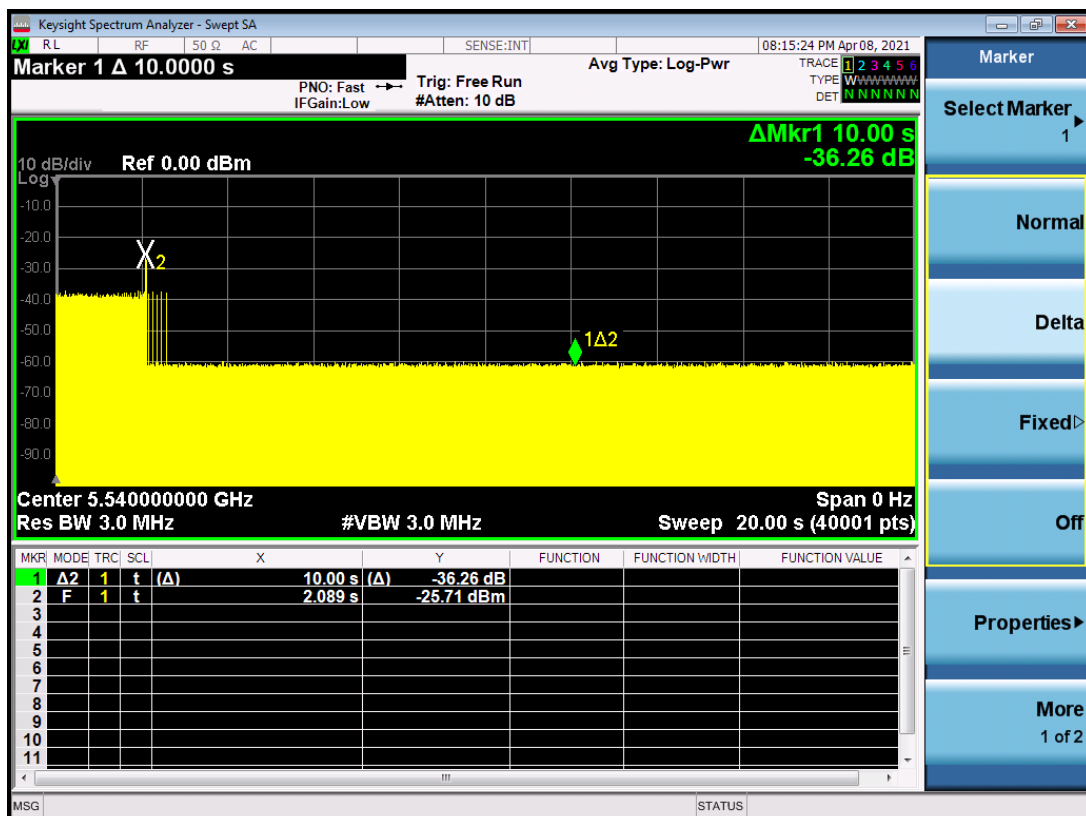 Keysight Spectrum Analyzer - Swept SA
LXI RL RF 50 Ω AC SENSE:INT 08:15:24 PM Apr 08, 2021
Marker 1 Δ 10.0000 s
PNO: Fast
IFGain:Low
Trig: Free Run
#Atten: 10 dB
Avg Type: Log-Pwr
TRACE 1 2 3 4 5 6
TYPE WWWWWWW
DET N N N N N N
ΔMkr1 10.00 s
-36.26 dB
10 dB/div Ref 0.00 dBm
Log
-10.0
-20.0
-30.0
-40.0
-50.0
-60.0
-70.0
-80.0
-90.0
2
1Δ2
Center 5.540000000 GHz Span 0 Hz
Res BW 3.0 MHz #VBW 3.0 MHz Sweep 20.00 s (40001 pts)
MKR MODE TRC SCL X Y FUNCTION FUNCTION WIDTH FUNCTION VALUE
1 Δ2 1 t (Δ) 10.00 s (Δ) -36.26 dB
2 F 1 t 2.089 s -25.71 dBm
3
4
5
6
7
8
9
10
11
MSG STATUS
Marker
Select Marker
1
Normal
Delta
Fixed
Off
Properties
More
1 of 2